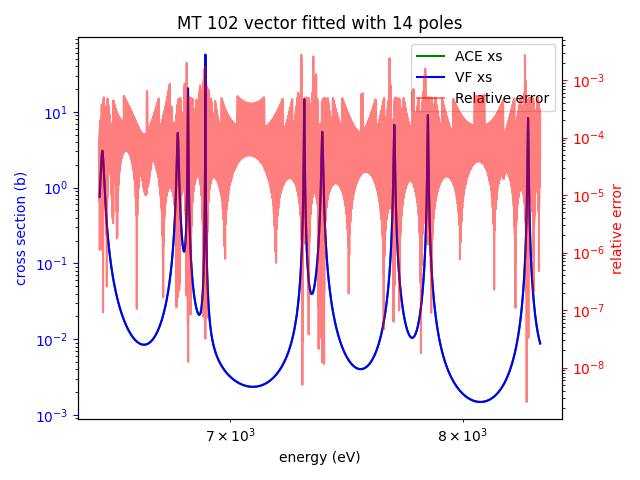 MT 102 vector fitted with 14 poles
ACE xs
VF xs
Relative error
cross section (b)
10¹
10⁰
10⁻¹
10⁻²
10⁻³
relative error
10⁻³
10⁻⁴
10⁻⁵
10⁻⁶
10⁻⁷
10⁻⁸
7 × 10³
8 × 10³
energy (eV)